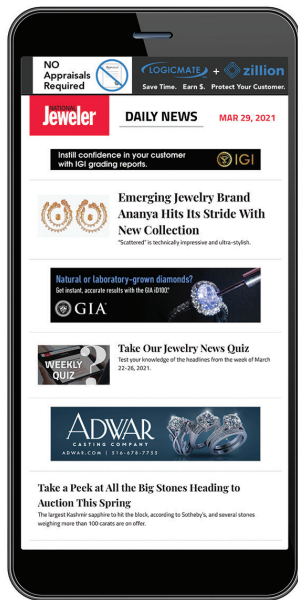 NO
Appraisals
Required
LOGICMATE + zillion
Save Time. Earn $. Protect Your Customer.
NATIONAL
Jeweler
DAILY NEWS
MAR 29, 2021
Instill confidence in your customer
with IGI grading reports.
IGI
Emerging Jewelry Brand
Ananya Hits Its Stride With
New Collection
"Scattered" is technically impressive and ultra-stylish.
Natural or laboratory-grown diamonds?
Get instant, accurate results with the GIA iD100®
GIA
WEEKLY
QUIZ
?
Take Our Jewelry News Quiz
Test your knowledge of the headlines from the week of March
22-26, 2021.
ADWAR
CASTING COMPANY
ADWAR.COM | 516-678-7753
Take a Peek at All the Big Stones Heading to
Auction This Spring
The largest Kashmir sapphire to hit the block, according to Sotheby's, and several stones
weighing more than 100 carats are on offer.